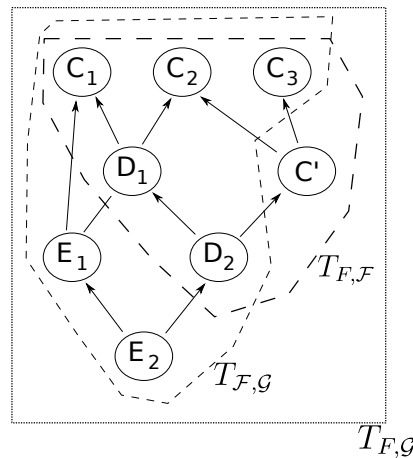 C₁ C₂ C₃
D₁ C'
E₁ D₂
T_{F,ℱ}
E₂
T_{ℱ,𝒢}
T_{F,𝒢}